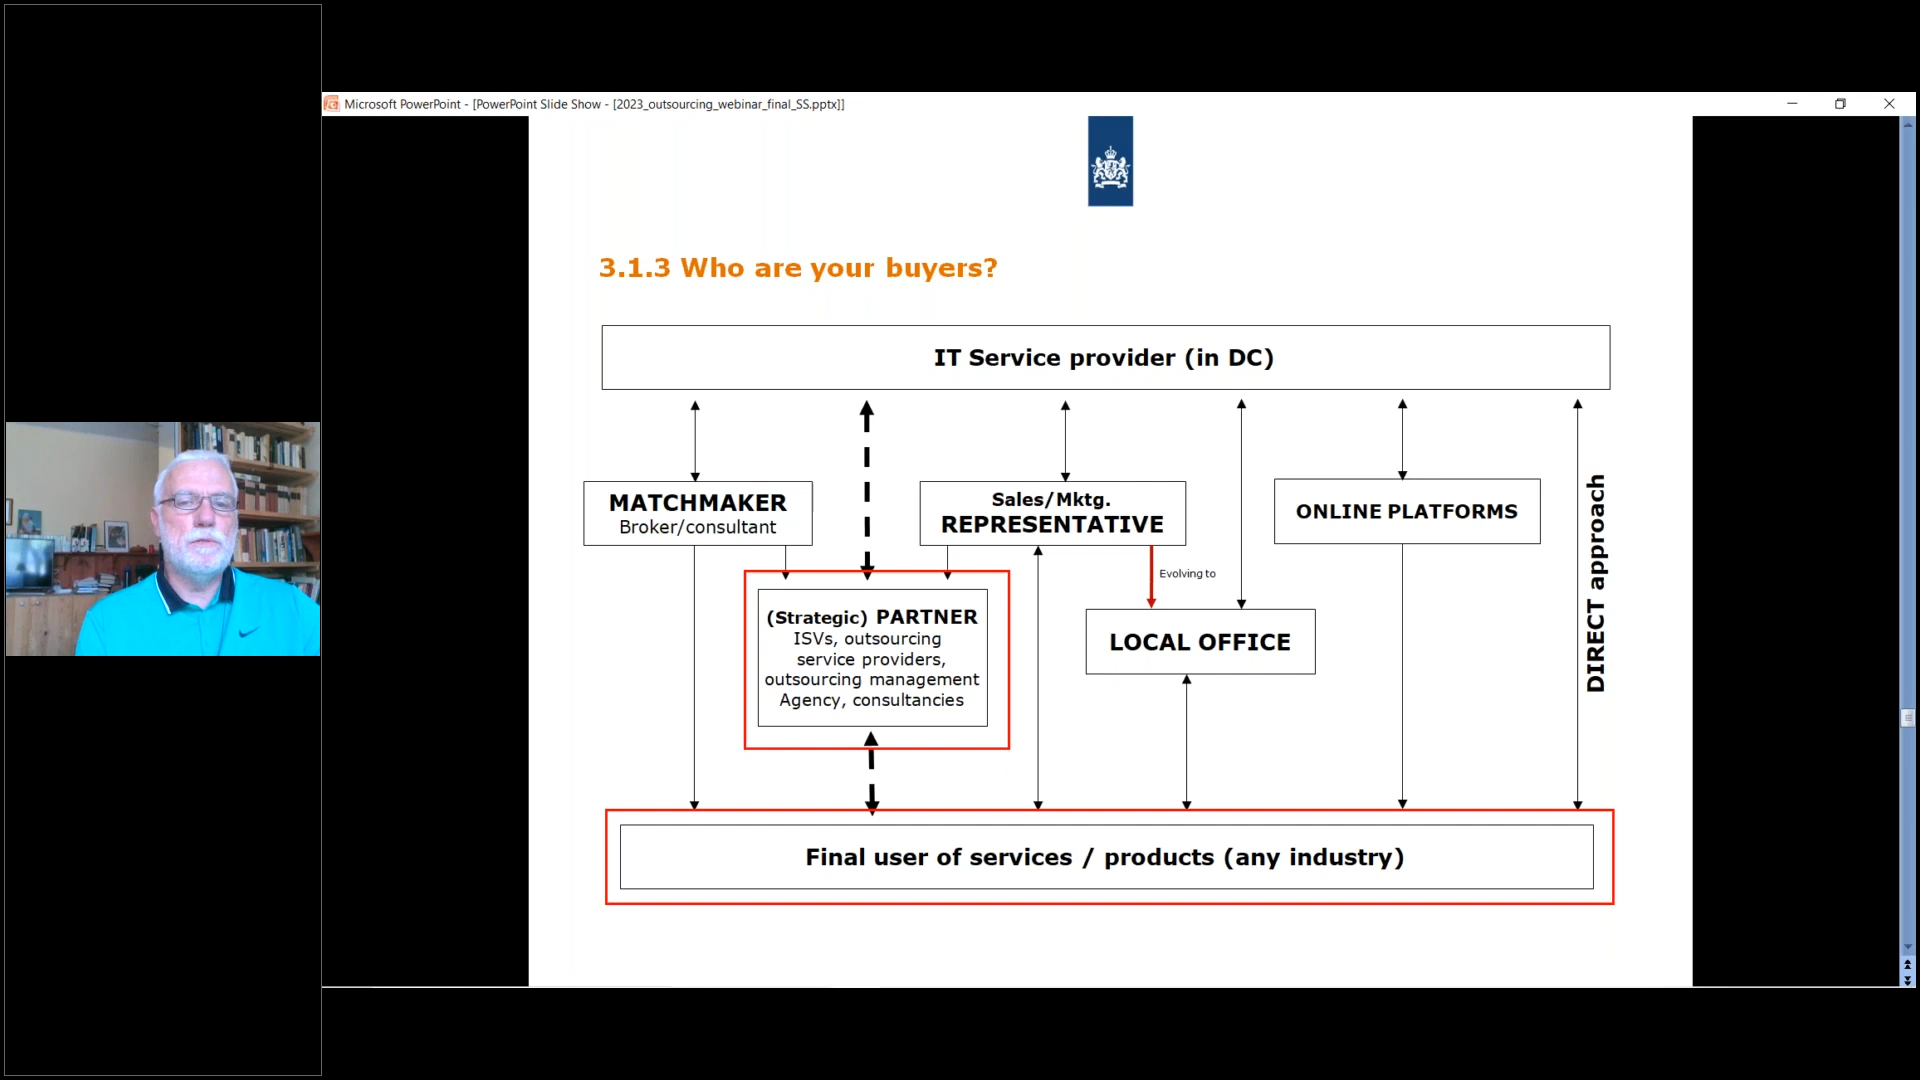 Microsoft PowerPoint - [PowerPoint Slide Show - [2023_outsourcing_webinar_final_SS.pptx]]
3.1.3 Who are your buyers?
IT Service provider (in DC)
MATCHMAKER
Broker/consultant
Sales/Mktg.
REPRESENTATIVE
ONLINE PLATFORMS
DIRECT approach
Evolving to
(Strategic) PARTNER
ISVs, outsourcing
service providers,
outsourcing management
Agency, consultancies
LOCAL OFFICE
Final user of services / products (any industry)